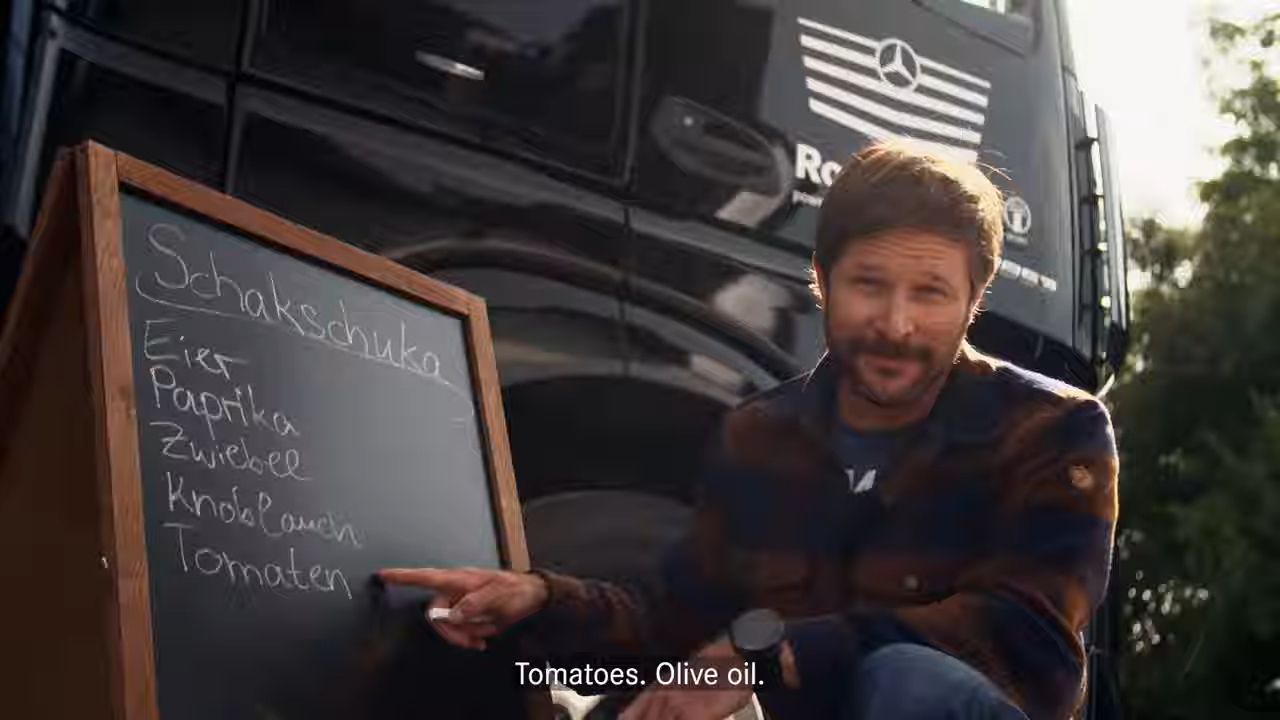 Schakschuka
Eier
Paprika
Zwiebel
Knoblauch
Tomaten
Tomatoes. Olive oil.